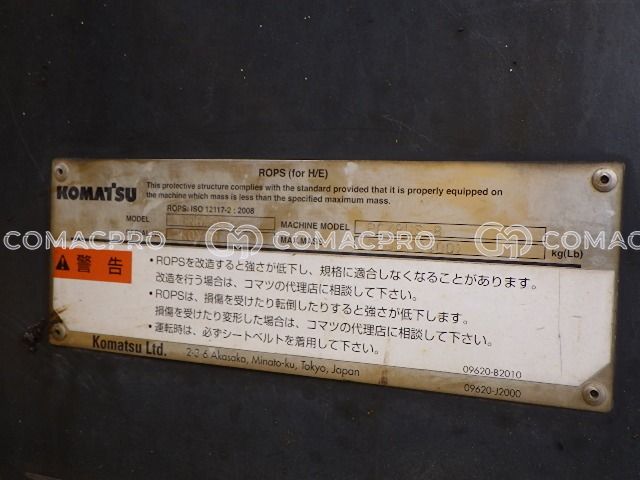 ROPS (for H/E)
KOMATSU
This protective structure complies with the standard provided that it is properly equipped on
the machine which mass is less than the specified maximum mass.
ROPS: ISO 12117-2 : 2008
MODEL
MACHINE MODEL
MAX MASS
kg(Lb)
COMACPRO COMACPRO COMACPRO
警告
・ROPSを改造すると強さが低下し、規格に適合しなくなることがあります。
改造を行う場合は、コマツの代理店に相談して下さい。
・ROPSは、損傷を受けたり転倒したりすると強さが低下します。
損傷を受けたり変形した場合は、コマツの代理店に相談して下さい。
・運転時は、必ずシートベルトを着用して下さい。
Komatsu Ltd.
2-3-6 Akasaka, Minato-ku, Tokyo, Japan
09620-B2010
09620-J2000